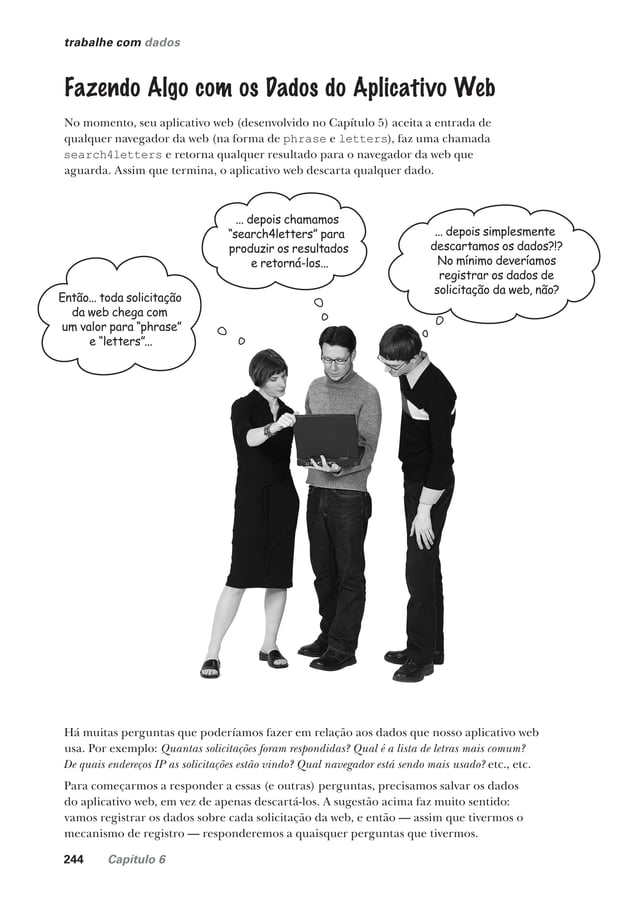 trabalhe com dados
Fazendo Algo com os Dados do Aplicativo Web
No momento, seu aplicativo web (desenvolvido no Capítulo 5) aceita a entrada de
qualquer navegador da web (na forma de phrase e letters), faz uma chamada
search4letters e retorna qualquer resultado para o navegador da web que
aguarda. Assim que termina, o aplicativo web descarta qualquer dado.
Então... toda solicitação
da web chega com
um valor para “phrase”
e “letters”...
... depois chamamos
“search4letters” para
produzir os resultados
e retorná-los...
... depois simplesmente
descartamos os dados?!?
No mínimo deveríamos
registrar os dados de
solicitação da web, não?
Há muitas perguntas que poderíamos fazer em relação aos dados que nosso aplicativo web
usa. Por exemplo: Quantas solicitações foram respondidas? Qual é a lista de letras mais comum?
De quais endereços IP as solicitações estão vindo? Qual navegador está sendo mais usado? etc., etc.
Para começarmos a responder a essas (e outras) perguntas, precisamos salvar os dados
do aplicativo web, em vez de apenas descartá-los. A sugestão acima faz muito sentido:
vamos registrar os dados sobre cada solicitação da web, e então — assim que tivermos o
mecanismo de registro — responderemos a quaisquer perguntas que tivermos.
244 Capítulo 6